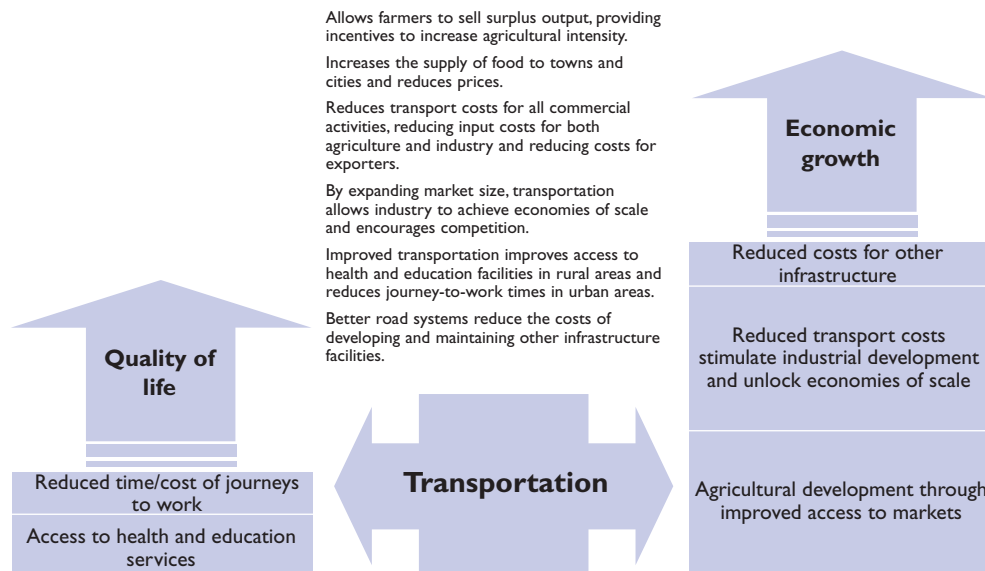 Allows farmers to sell surplus output, providing
incentives to increase agricultural intensity.
Increases the supply of food to towns and
cities and reduces prices.
Reduces transport costs for all commercial
activities, reducing input costs for both
agriculture and industry and reducing costs for
exporters.
By expanding market size, transportation
allows industry to achieve economies of scale
and encourages competition.
Improved transportation improves access to
health and education facilities in rural areas and
reduces journey-to-work times in urban areas.
Better road systems reduce the costs of
developing and maintaining other infrastructure
facilities.
Quality of
life
Reduced time/cost of journeys
to work
Access to health and education
services
Transportation
Economic
growth
Reduced costs for other
infrastructure
Reduced transport costs
stimulate industrial development
and unlock economies of scale
Agricultural development through
improved access to markets